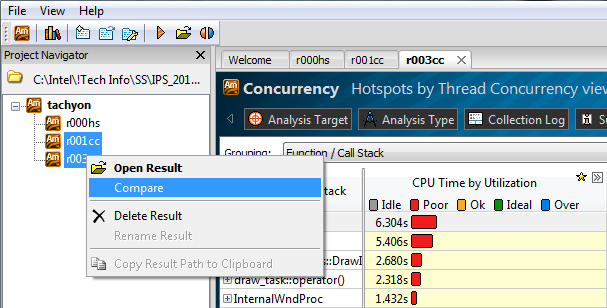 File View Help
Project Navigator
C:\Intel\!Tech Info\SS\IPS_201...
tachyon
r000hs
r001cc
r003
Open Result
Compare
Delete Result
Rename Result
Copy Result Path to Clipboard
Welcome r000hs r001cc r003cc
Concurrency Hotspots by Thread Concurrency view
Analysis Target Analysis Type Collection Log
Grouping: Function / Call Stack
CPU Time by Utilization
Idle Poor Ok Ideal Over
6.304s
5.406s
2.680s
draw_task::operator() 2.318s
InternalWndProc 1.432s